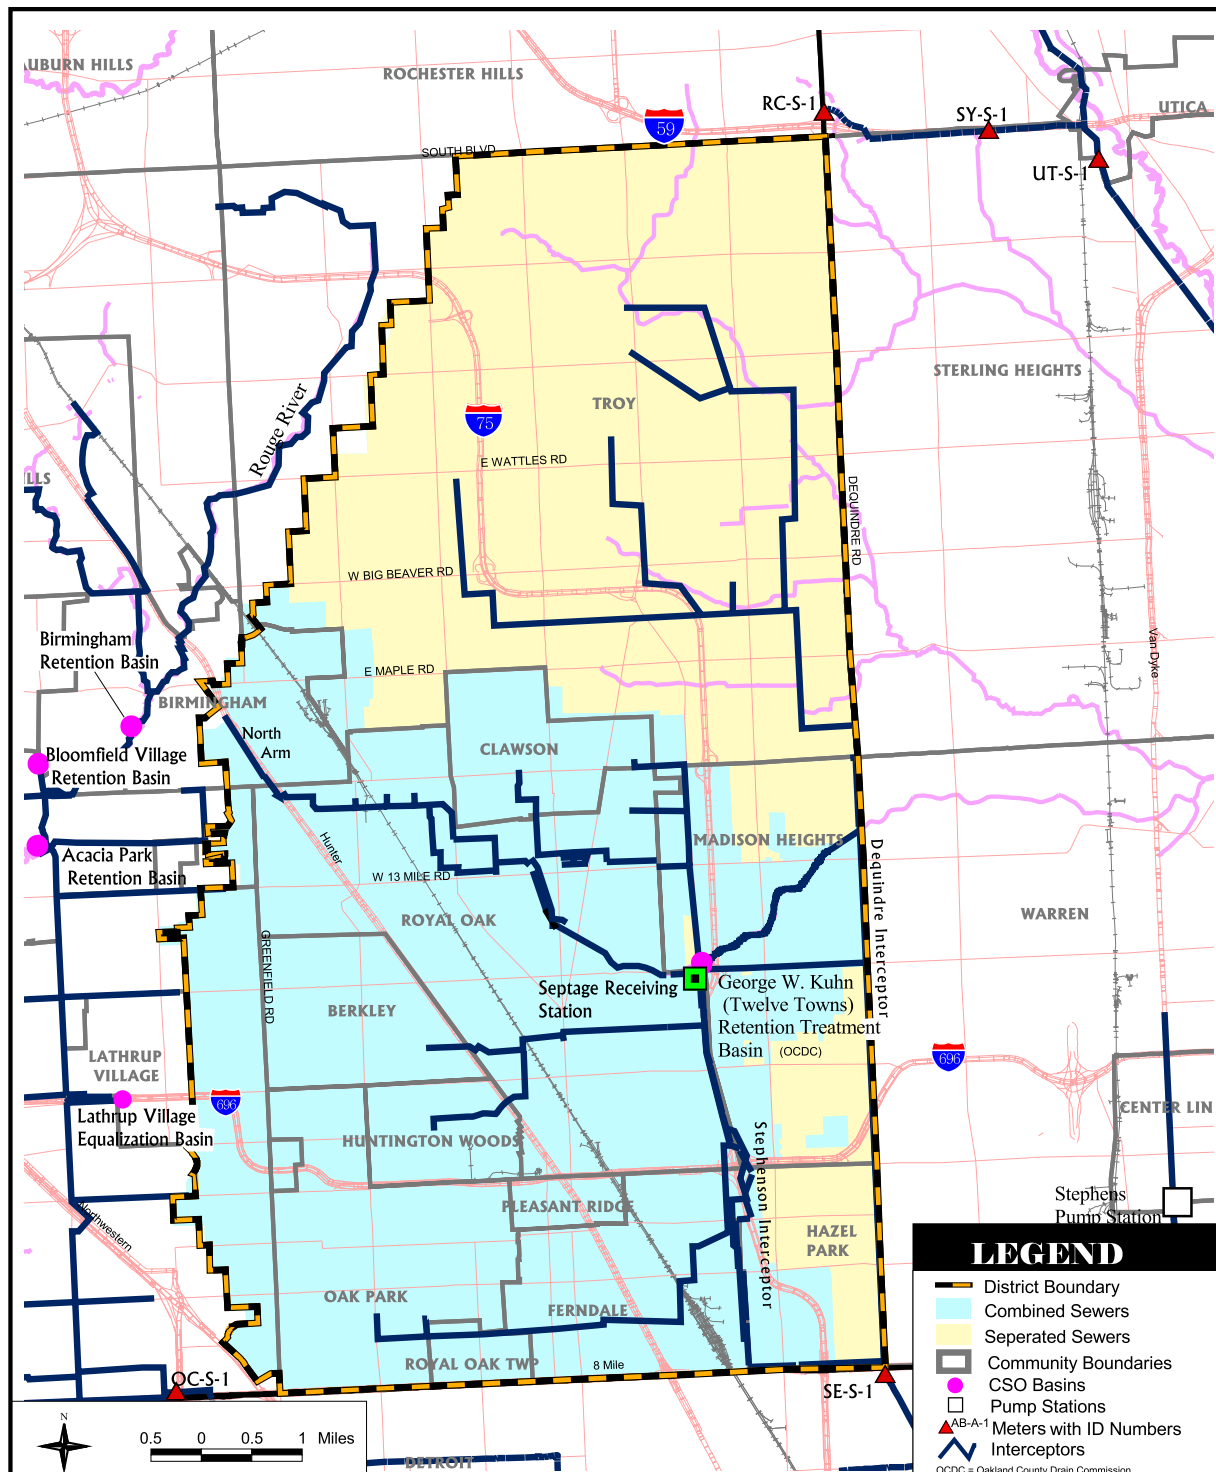 AUBURN HILLS
ROCHESTER HILLS
RC-S-1
SY-S-1
UTICA
59
SOUTH BLVD
UT-S-1
STERLING HEIGHTS
Rouge River
TROY
75
E WATTLES RD
LLS
DEQUINDRE RD
W BIG BEAVER RD
Birmingham
Retention Basin
Van Dyke
E MAPLE RD
BIRMINGHAM
North
Arm
CLAWSON
Bloomfield Village
Retention Basin
MADISON HEIGHTS
Hunter
Acacia Park
Retention Basin
W 13 MILE RD
Dequindre Interceptor
ROYAL OAK
WARREN
GREENFIELD RD
Septage Receiving
Station
George W. Kuhn
(Twelve Towns)
Retention Treatment
Basin (OCDC)
BERKLEY
LATHRUP
VILLAGE
696
696
Lathrup Village
Equalization Basin
CENTER LIN
HUNTINGTON WOODS
Stephenson Interceptor
PLEASANT RIDGE
Stephens
Pump Station
Northwestern
HAZEL
PARK
OAK PARK
FERNDALE
ROYAL OAK TWP
8 Mile
OC-S-1
SE-S-1
LEGEND
District Boundary
Combined Sewers
Seperated Sewers
Community Boundaries
CSO Basins
Pump Stations
AB-A-1 Meters with ID Numbers
Interceptors
OCDC = Oakland County Drain Commission
N
0.5 0 0.5 1 Miles
DETROIT